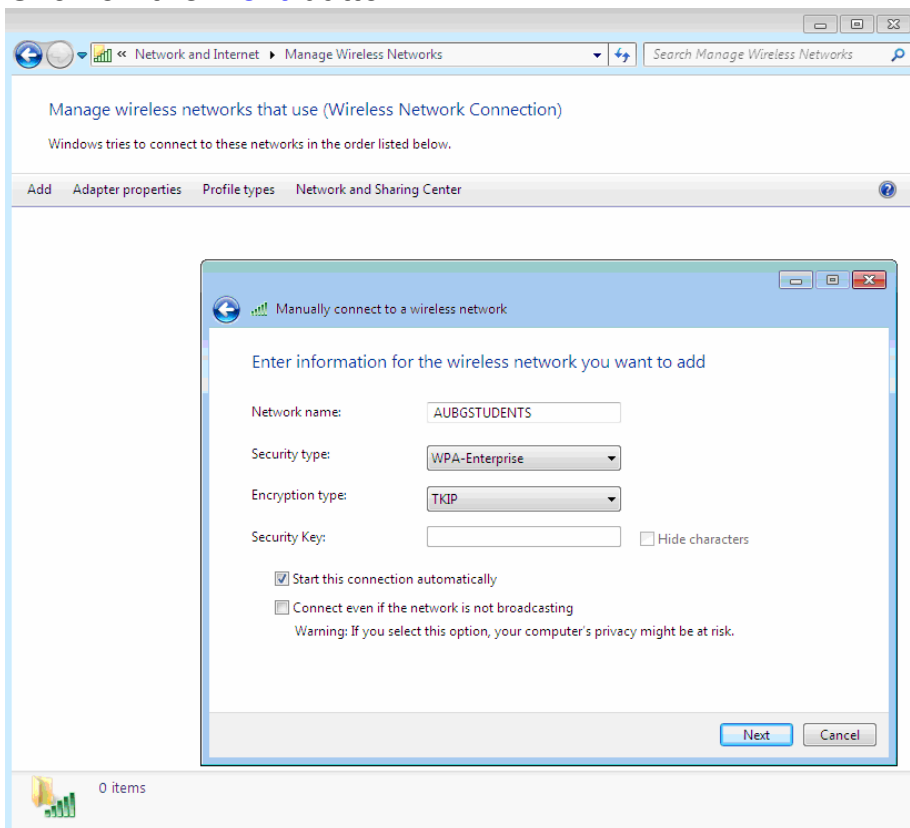 « Network and Internet ▸ Manage Wireless Networks Search Manage Wireless Networks
Manage wireless networks that use (Wireless Network Connection)
Windows tries to connect to these networks in the order listed below.
Add Adapter properties Profile types Network and Sharing Center
Manually connect to a wireless network
Enter information for the wireless network you want to add
Network name: AUBGSTUDENTS
Security type: WPA-Enterprise
Encryption type: TKIP
Security Key: Hide characters
Start this connection automatically
Connect even if the network is not broadcasting
Warning: If you select this option, your computer's privacy might be at risk.
Next Cancel
0 items